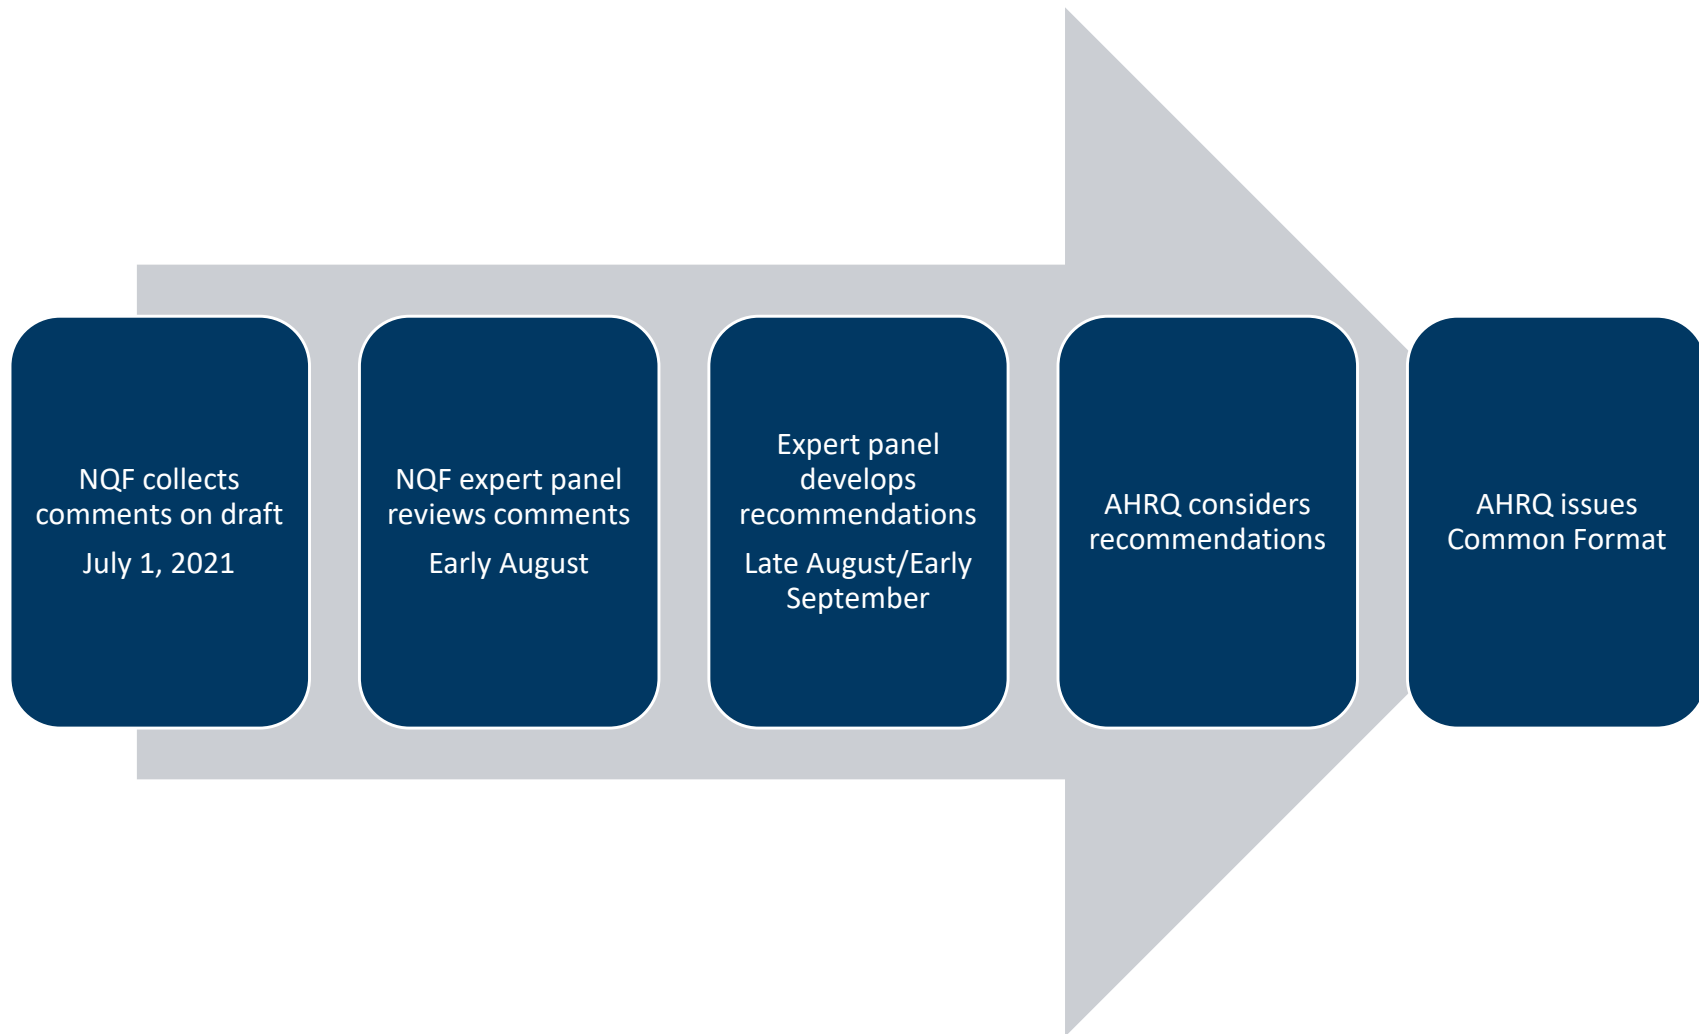 NQF collects
comments on draft
July 1, 2021
NQF expert panel
reviews comments
Early August
Expert panel
develops
recommendations
Late August/Early
September
AHRQ considers
recommendations
AHRQ issues
Common Format